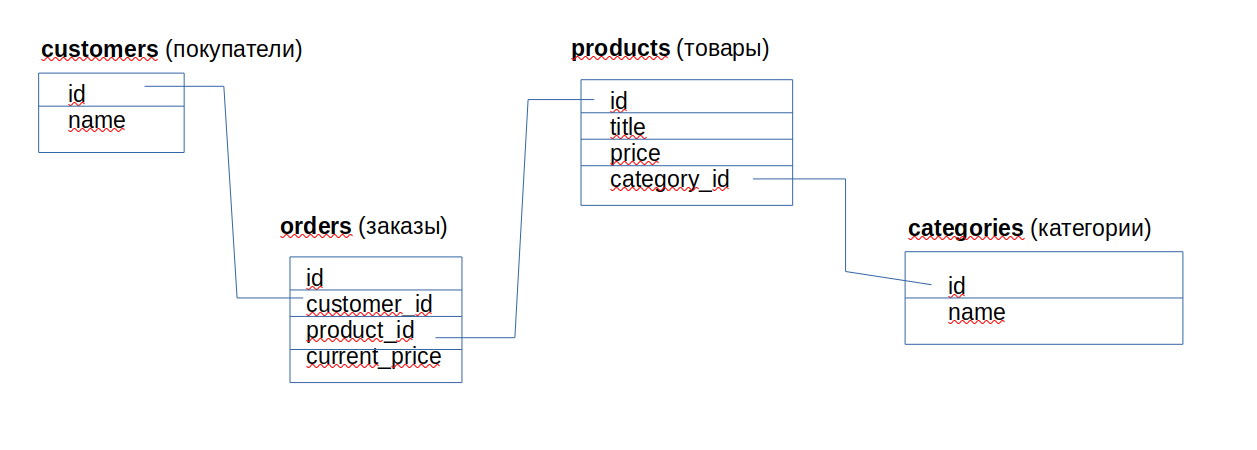 customers (покупатели)
id
name
products (товары)
id
title
price
category_id
orders (заказы)
id
customer_id
product_id
current_price
categories (категории)
id
name